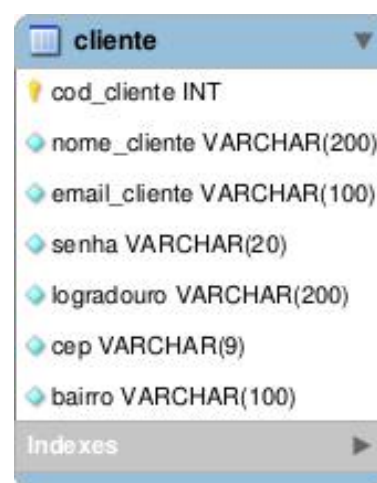 cliente
cod_cliente INT
nome_cliente VARCHAR(200)
email_cliente VARCHAR(100)
senha VARCHAR(20)
logradouro VARCHAR(200)
cep VARCHAR(9)
bairro VARCHAR(100)
Indexes